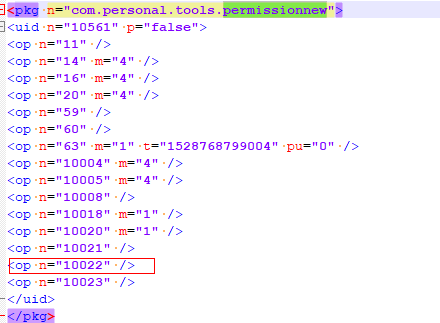 <pkg n="com.personal.tools.permissionnew">
<uid n="10561" p="false">
<op n="11" />
<op n="14" m="4" />
<op n="16" m="4" />
<op n="20" m="4" />
<op n="59" />
<op n="60" />
<op n="63" m="1" t="1528768799004" pu="0" />
<op n="10004" m="4" />
<op n="10005" m="4" />
<op n="10008" />
<op n="10018" m="1" />
<op n="10020" m="1" />
<op n="10021" />
<op n="10022" />
<op n="10023" />
</uid>
</pkg>